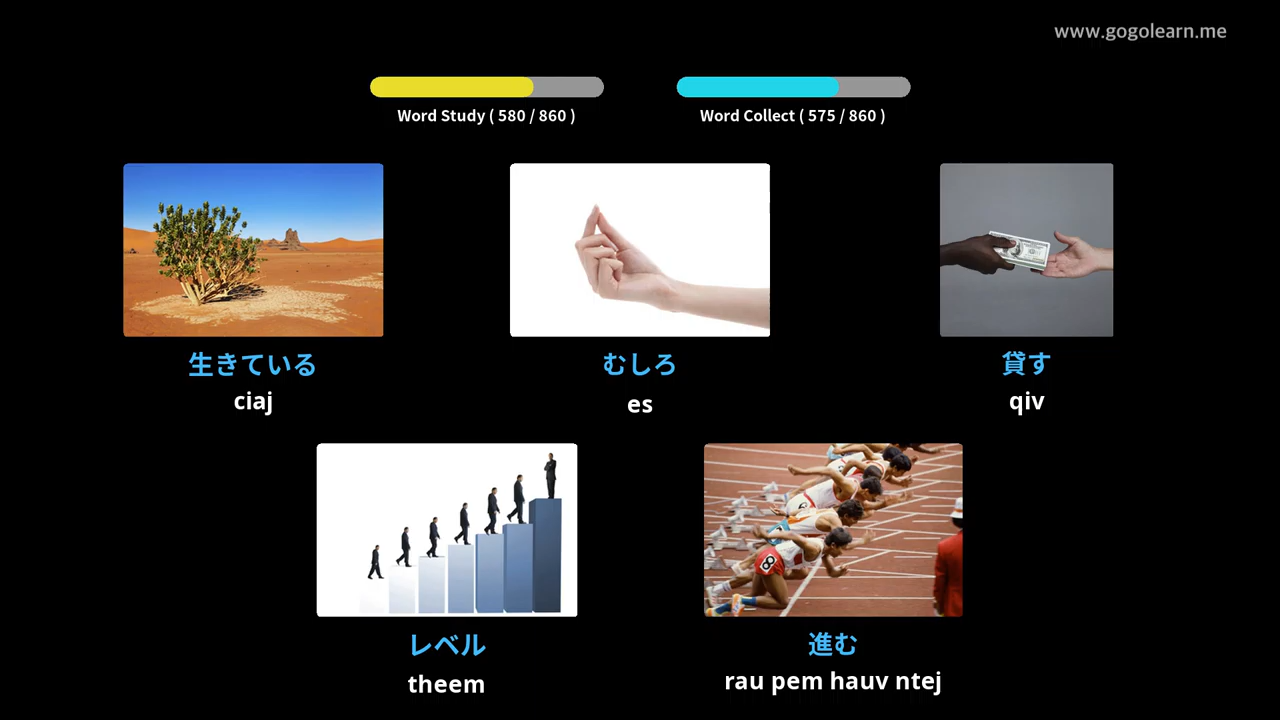 www.gogolearn.me
Word Study ( 580 / 860 )
Word Collect ( 575 / 860 )
生きている
ciaj
むしろ
es
貸す
qiv
レベル
theem
進む
rau pem hauv ntej